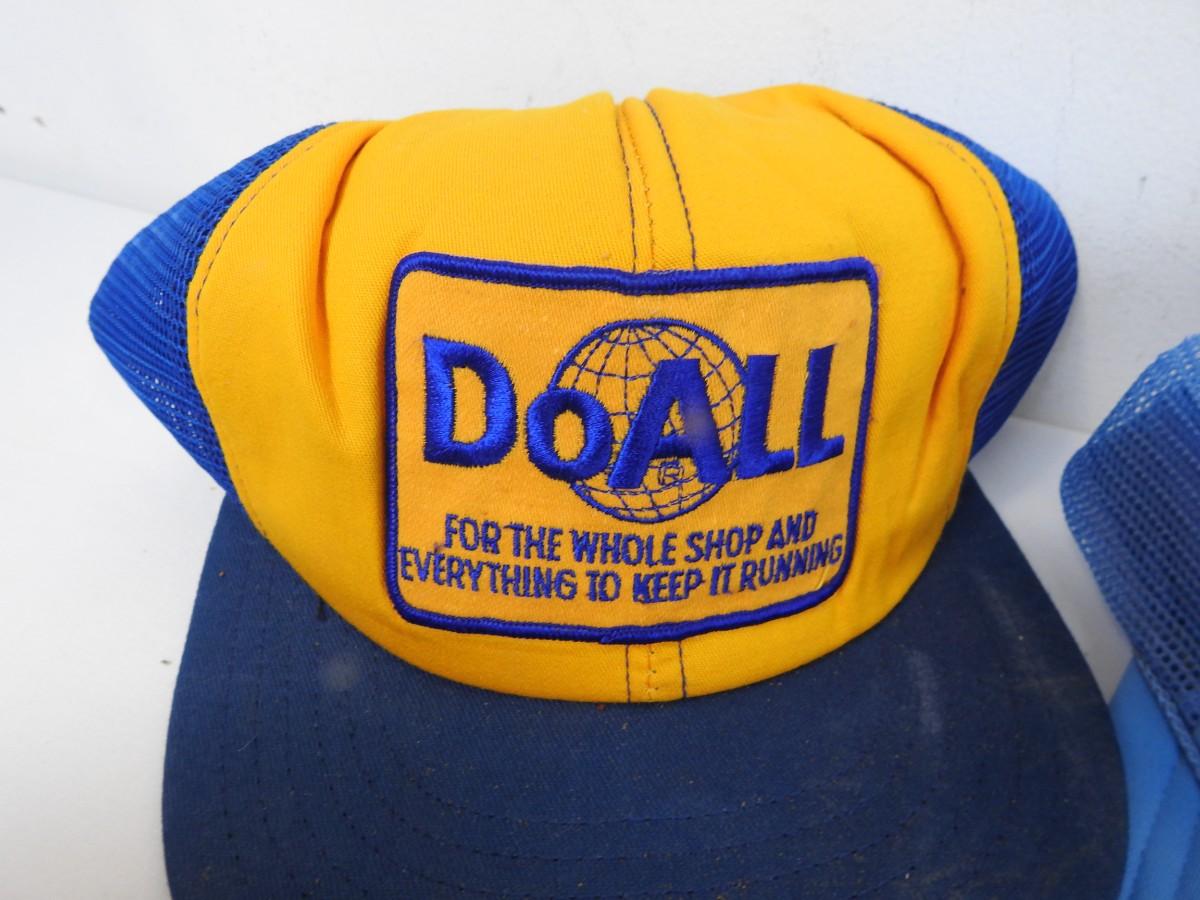 DoALL
®
FOR THE WHOLE SHOP AND
EVERYTHING TO KEEP IT RUNNING